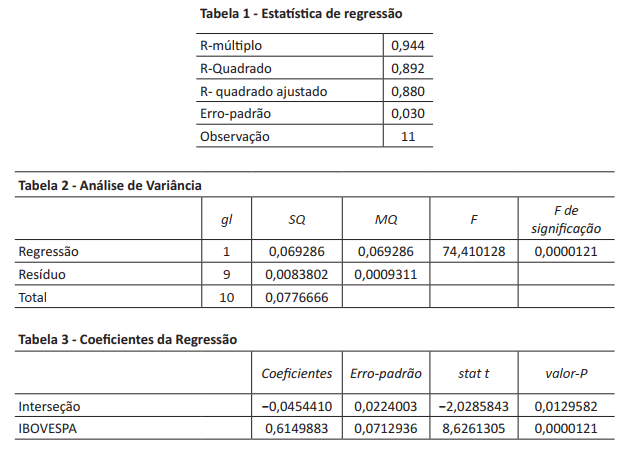 Tabela 1 - Estatística de regressão
R-múltiplo 0,944
R-Quadrado 0,892
R- quadrado ajustado 0,880
Erro-padrão 0,030
Observação 11
Tabela 2 - Análise de Variância
gl SQ MQ F F de
significação
Regressão 1 0,069286 0,069286 74,410128 0,0000121
Resíduo 9 0,0083802 0,0009311
Total 10 0,0776666
Tabela 3 - Coeficientes da Regressão
Coeficientes Erro-padrão stat t valor-P
Interseção −0,0454410 0,0224003 −2,0285843 0,0129582
IBOVESPA 0,6149883 0,0712936 8,6261305 0,0000121